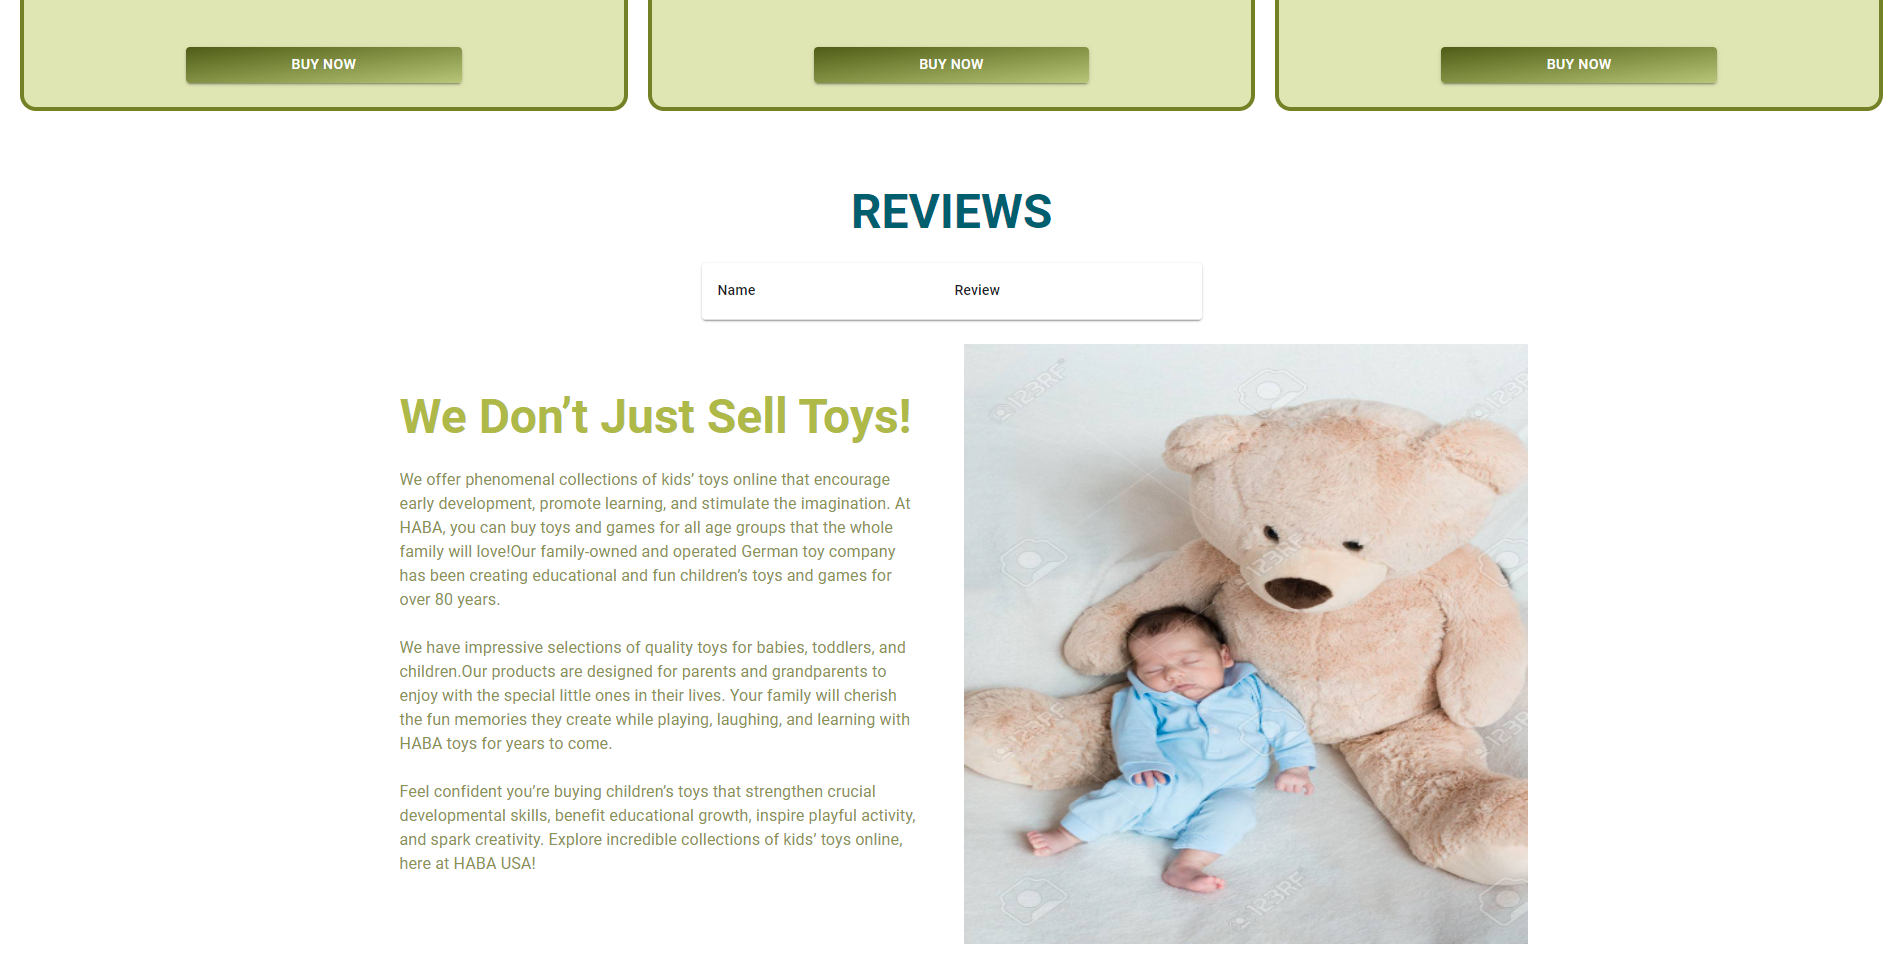 BUY NOW
BUY NOW
BUY NOW
REVIEWS
Name Review
We Don’t Just Sell Toys!
We offer phenomenal collections of kids’ toys online that encourage
early development, promote learning, and stimulate the imagination. At
HABA, you can buy toys and games for all age groups that the whole
family will love!Our family-owned and operated German toy company
has been creating educational and fun children’s toys and games for
over 80 years.
We have impressive selections of quality toys for babies, toddlers, and
children.Our products are designed for parents and grandparents to
enjoy with the special little ones in their lives. Your family will cherish
the fun memories they create while playing, laughing, and learning with
HABA toys for years to come.
Feel confident you’re buying children’s toys that strengthen crucial
developmental skills, benefit educational growth, inspire playful activity,
and spark creativity. Explore incredible collections of kids’ toys online,
here at HABA USA!
123RF
123RF
123RF
123RF
123RF
123RF